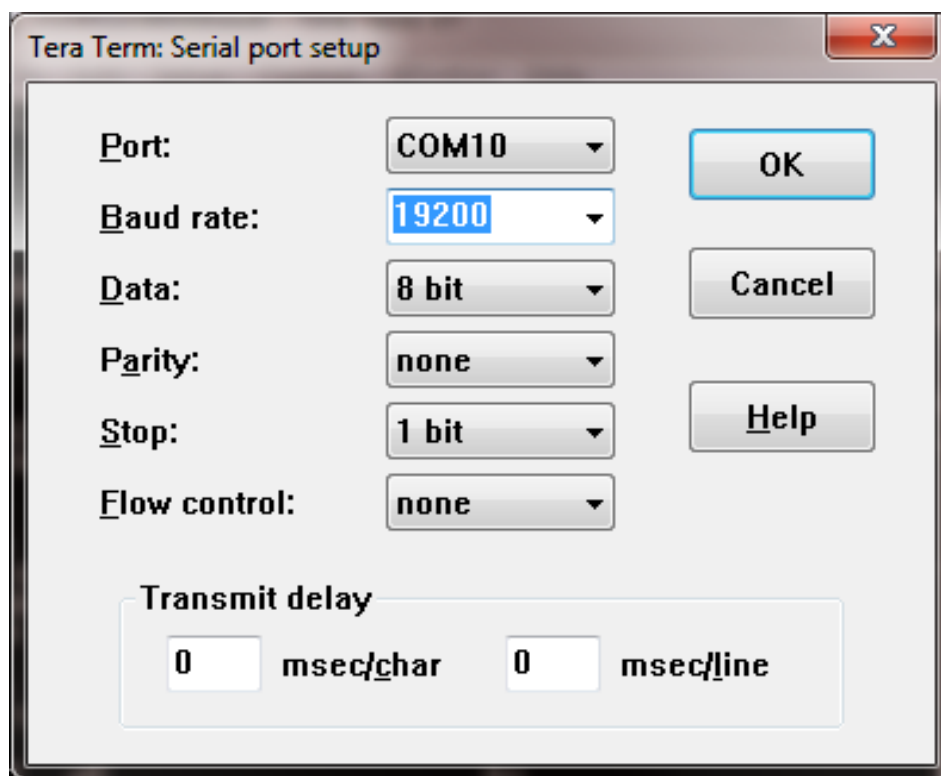 Tera Term: Serial port setup
Port: COM10 OK
Baud rate: 19200
Data: 8 bit Cancel
Parity: none
Stop: 1 bit Help
Flow control: none
Transmit delay
0 msec/char 0 msec/line